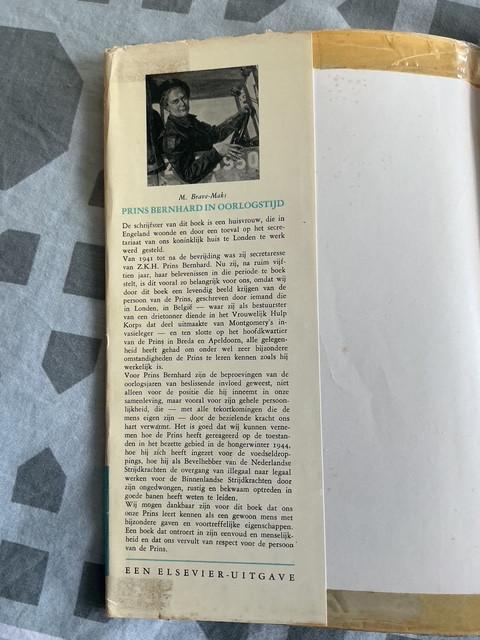 M. Brave-Maks
PRINS BERNHARD IN OORLOGSTIJD
De schrijfster van dit boek is een huisvrouw, die in
Engeland woonde en door een toeval op het secre-
tariaat van ons koninklijk huis te Londen te werk
werd gesteld.
Van 1941 tot na de bevrijding was zij secretaresse
van Z.K.H. Prins Bernhard. Nu zij, na ruim vijf-
tien jaar, haar belevenissen in die periode te boek
stelt, is dit vooral zo belangrijk voor ons, omdat wij
door dit boek een levendig beeld krijgen van de
persoon van de Prins, geschreven door iemand die
in Londen, in België — waar zij als bestuurster
van een drietonner diende in het Vrouwelijk Hulp
Korps dat deel uitmaakte van Montgomery's in-
vasieleger — en ten slotte op het hoofdkwartier
van de Prins in Breda en Apeldoorn, alle gelegen-
heid heeft gehad om onder wel zeer bijzondere
omstandigheden de Prins te leren kennen zoals hij
werkelijk is.
Voor Prins Bernhard zijn de beproevingen van de
oorlogsjaren van beslissende invloed geweest, niet
alleen voor de positie die hij inneemt in onze
samenleving, maar vooral voor zijn gehele persoon-
lijkheid, die — met alle tekortkomingen die de
mens eigen zijn — door de bezielende kracht ons
hart verwarmt. Het is goed dat wij kunnen verne-
men hoe de Prins heeft gereageerd op de toestan-
den in het bezette gebied in de hongerwinter 1944,
hoe hij zich heeft ingezet voor de voedseldrop-
pings, hoe hij als Bevelhebber van de Nederlandse
Strijdkrachten de overgang van illegaal naar legaal
werken voor de Binnenlandse Strijdkrachten door
zijn ongedwongen, rustig en bekwaam optreden in
goede banen heeft weten te leiden.
Wij mogen dankbaar zijn voor dit boek dat ons
onze Prins leert kennen als een gewoon mens met
bijzondere gaven en voortreffelijke eigenschappen.
Een boek dat ontroert in zijn eenvoud en menselijk-
heid en dat ons vervult van respect voor de persoon
van de Prins.
EEN ELSEVIER-UITGAVE